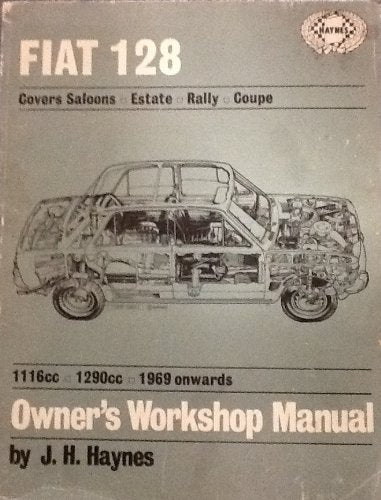 HAYNES
FIAT 128
Covers Saloons □ Estate □ Rally □ Coupe
1116cc □ 1290cc □ 1969 onwards
Owner's Workshop Manual
by J. H. Haynes